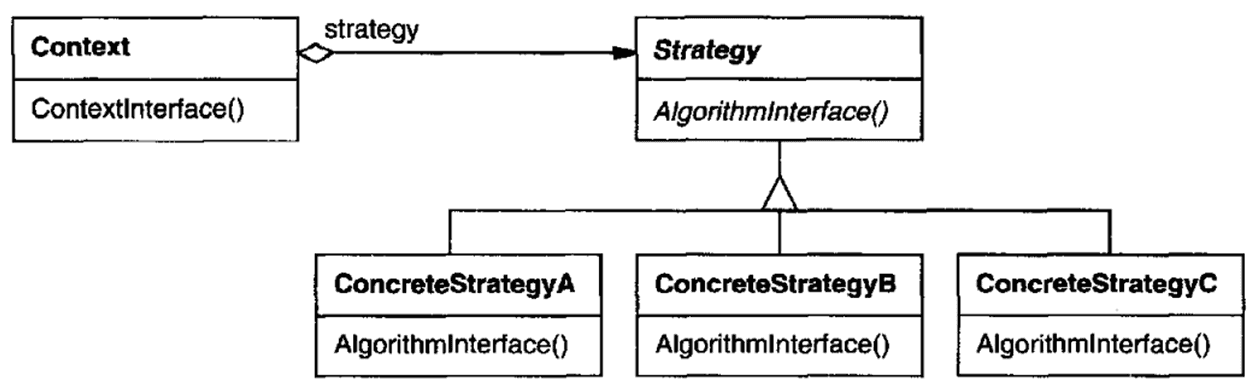 Context
ContextInterface()
strategy
Strategy
AlgorithmInterface()
ConcreteStrategyA
AlgorithmInterface()
ConcreteStrategyB
AlgorithmInterface()
ConcreteStrategyC
AlgorithmInterface()